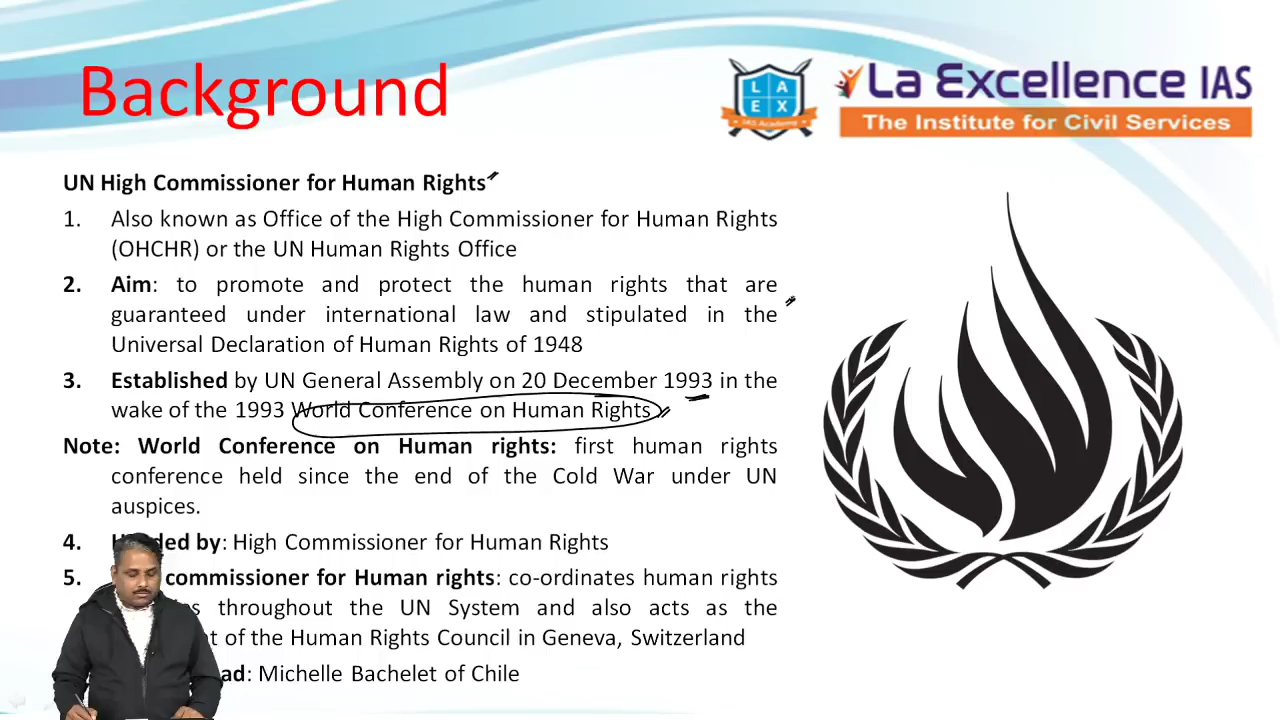 Background
L A
E X
IAS Academy
La Excellence IAS
The Institute for Civil Services
UN High Commissioner for Human Rights
1. Also known as Office of the High Commissioner for Human Rights
(OHCHR) or the UN Human Rights Office
2. Aim: to promote and protect the human rights that are
guaranteed under international law and stipulated in the
Universal Declaration of Human Rights of 1948
3. Established by UN General Assembly on 20 December 1993 in the
wake of the 1993 World Conference on Human Rights
Note: World Conference on Human rights: first human rights
conference held since the end of the Cold War under UN
auspices.
4. by: High Commissioner for Human Rights
5. commissioner for Human rights: co-ordinates human rights
throughout the UN System and also acts as the
of the Human Rights Council in Geneva, Switzerland
: Michelle Bachelet of Chile